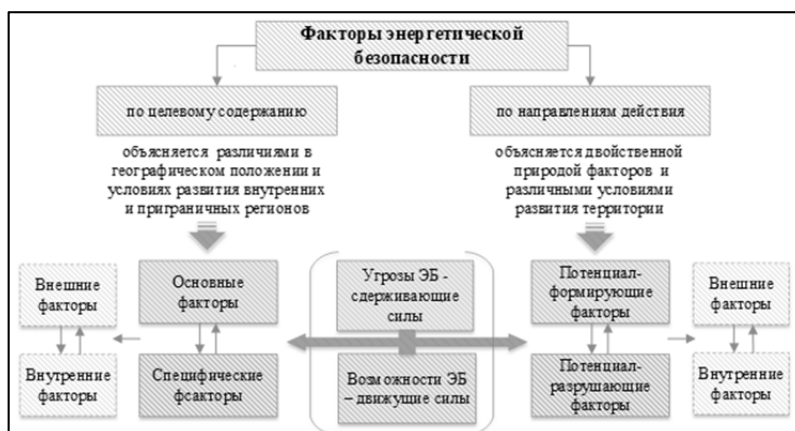 Факторы энергетической
безопасности
по целевому содержанию
по направлениям действия
объясняется различиями в
географическом положении и
условиях развития внутренних
и приграничных регионов
объясняется двойственной
природой факторов и
различными условиями
развития территории
Внешние
факторы
Основные
факторы
Угрозы ЭБ -
сдерживающие
силы
Потенциал-
формирующие
факторы
Внешние
факторы
Внутренние
факторы
Специфические
фсакторы
Возможности ЭБ
– движущие силы
Потенциал-
разрушающие
факторы
Внутренние
факторы